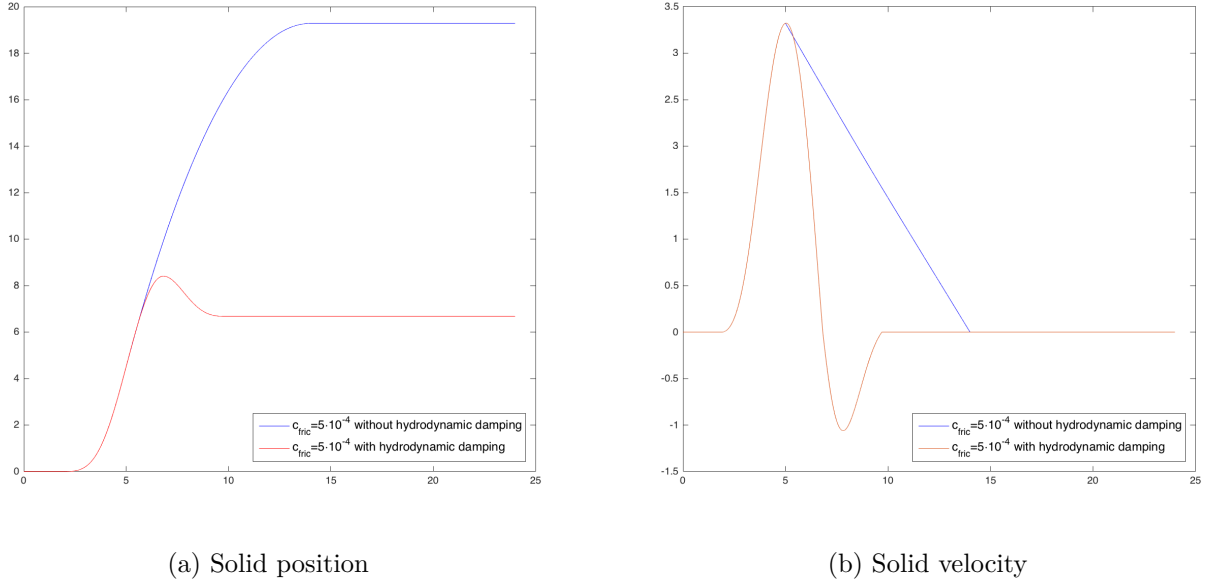 20
18
16
14
12
10
8
6
4
2
0
0 5 10 15 20 25
c_fric=5·10^-4 without hydrodynamic damping
c_fric=5·10^-4 with hydrodynamic damping
(a) Solid position
3.5
3
3.5
2
1.5
1
0.5
0
-0.5
-1
-1.5
0 5 10 15 20 25
c_fric=5·10^-4 without hydrodynamic damping
c_fric=5·10^-4 with hydrodynamic damping
(b) Solid velocity